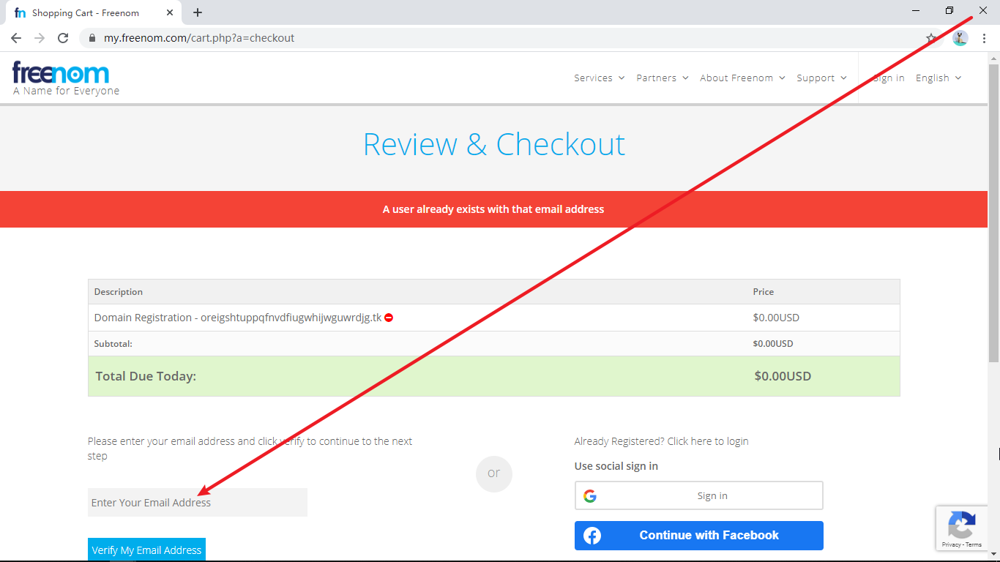 fn Shopping Cart - Freenom
my.freenom.com/cart.php?a=checkout
freenom
A Name for Everyone
Services Partners About Freenom Support Sign in English
Review & Checkout
A user already exists with that email address
Description Price
Domain Registration - oreigshtuppqfnvdfiugwhijwguwrdjg.tk $0.00USD
Subtotal: $0.00USD
Total Due Today: $0.00USD
Please enter your email address and click verify to continue to the next
step
Enter Your Email Address
Verify My Email Address
or
Already Registered? Click here to login
Use social sign in
Sign in
Continue with Facebook
Privacy - Terms